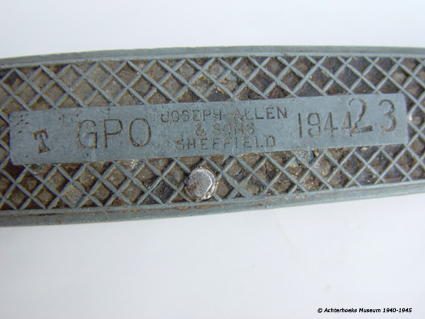 T GPO JOSEPH ALLEN
& SONS
SHEFFIELD 1944 23
© Achterhoeks Museum 1940-1945